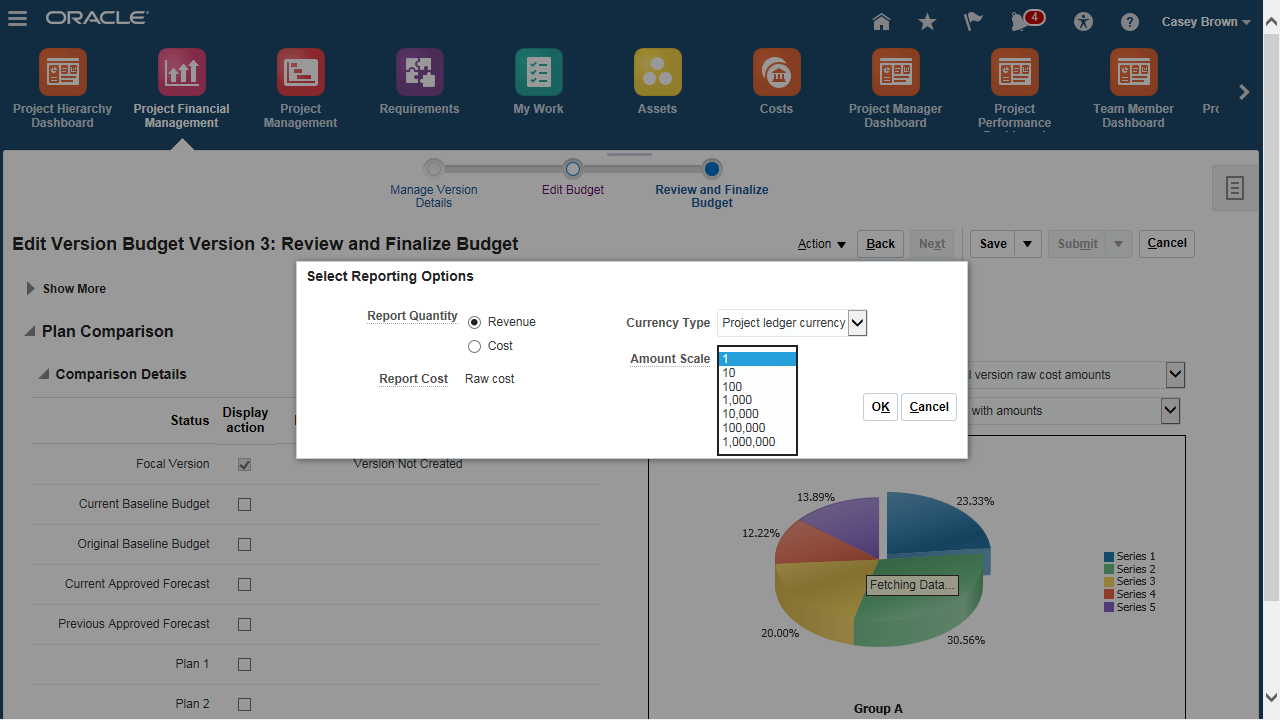 ORACLE
4
Casey Brown
Project Hierarchy
Dashboard
Project Financial
Management
Project
Management
Requirements
My Work
Assets
Costs
Project Manager
Dashboard
Project
Performance
Team Member
Dashboard
Manage Version
Details
Edit Budget
Review and Finalize
Budget
Edit Version Budget Version 3: Review and Finalize Budget
Action
Back
Next
Save
Submit
Cancel
Select Reporting Options
Show More
Report Quantity
Revenue
Cost
Currency Type
Project ledger currency
Plan Comparison
Amount Scale
1
10
100
1,000
10,000
100,000
1,000,000
Report Cost
Raw cost
OK
Cancel
Comparison Details
version raw cost amounts
with amounts
Status
Display
action
Focal Version
Version Not Created
Current Baseline Budget
Original Baseline Budget
Current Approved Forecast
Previous Approved Forecast
Plan 1
Plan 2
13.89%
23.33%
12.22%
20.00%
30.56%
Fetching Data...
Series 1
Series 2
Series 3
Series 4
Series 5
Group A